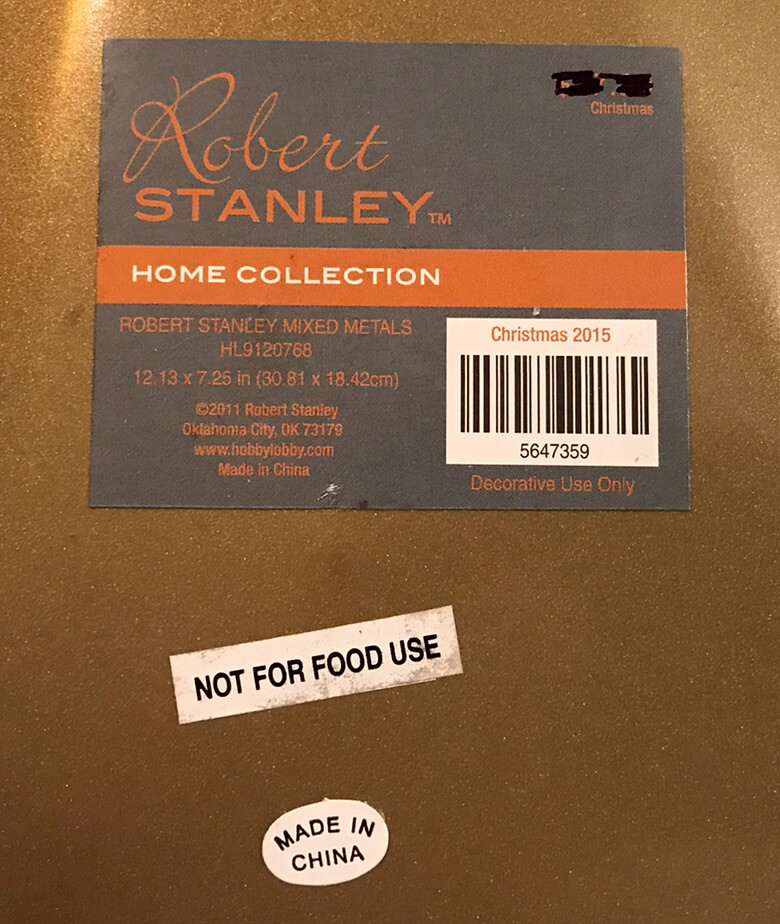 Christmas
Robert
STANLEY™
HOME COLLECTION
ROBERT STANLEY MIXED METALS
HL9120768
12.13 x 7.25 in (30.81 x 18.42cm)
©2011 Robert Stanley
Oklahoma City, OK 73179
www.hobbylobby.com
Made in China
Christmas 2015
5647359
Decorative Use Only
NOT FOR FOOD USE
MADE IN
CHINA